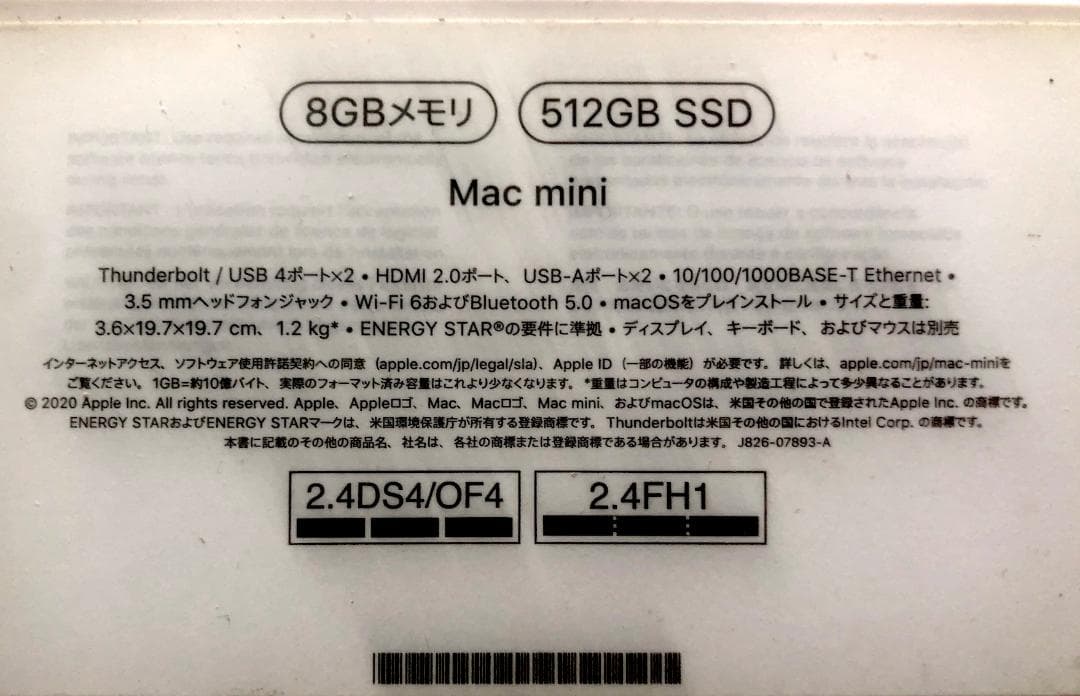 8GBメモリ 512GB SSD
Mac mini
Thunderbolt / USB 4ポート×2 • HDMI 2.0ポート、USB-Aポート×2 • 10/100/1000BASE-T Ethernet •
3.5 mmヘッドフォンジャック • Wi-Fi 6およびBluetooth 5.0 • macOSをプレインストール • サイズと重量:
3.6×19.7×19.7 cm、1.2 kg* • ENERGY STAR®の要件に準拠 • ディスプレイ、キーボード、およびマウスは別売
インターネットアクセス、ソフトウェア使用許諾契約への同意（apple.com/jp/legal/sla）、Apple ID（一部の機能）が必要です。詳しくは、apple.com/jp/mac-miniを
ご覧ください。1GB=約10億バイト、実際のフォーマット済み容量はこれより少なくなります。*重量はコンピュータの構成や製造工程によって多少異なることがあります。
© 2020 Apple Inc. All rights reserved. Apple、Appleロゴ、Mac、Macロゴ、Mac mini、およびmacOSは、米国その他の国で登録されたApple Inc. の商標です。
ENERGY STARおよびENERGY STARマークは、米国環境保護庁が所有する登録商標です。Thunderboltは米国その他の国におけるIntel Corp. の商標です。
本書に記載のその他の商品名、社名は、各社の商標または登録商標である場合があります。J826-07893-A
2.4DS4/OF4 2.4FH1